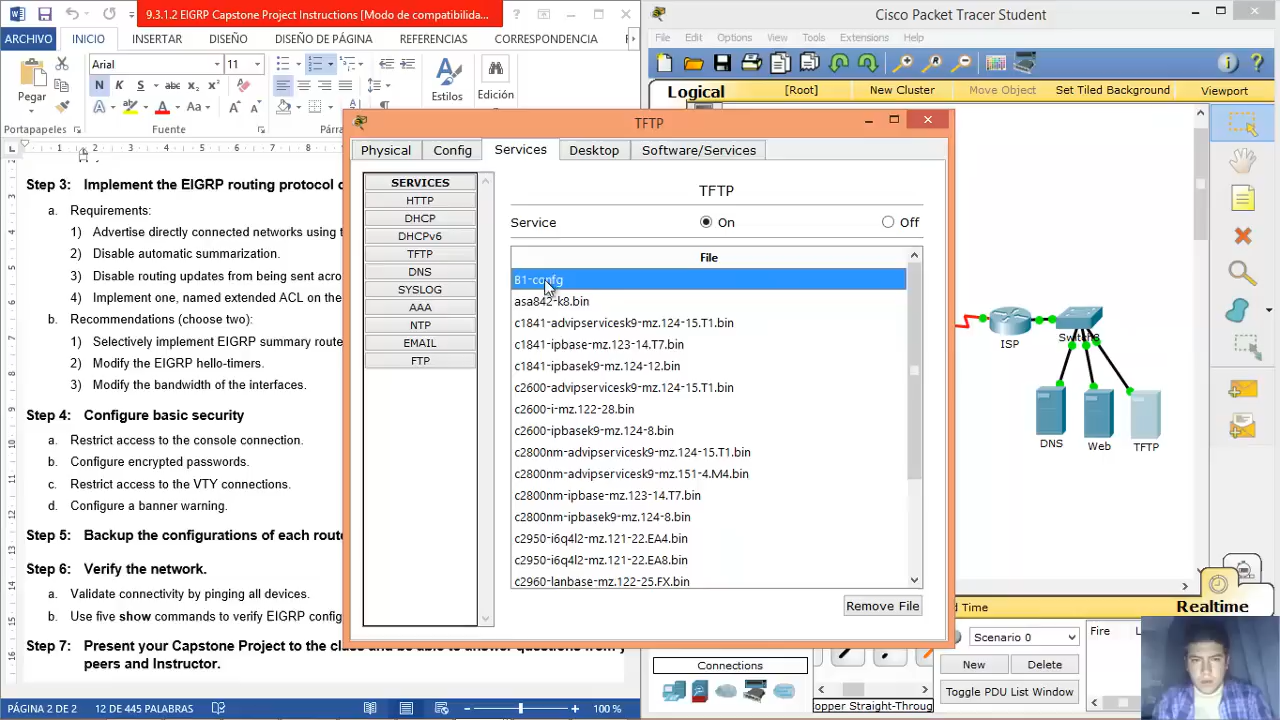 9.3.1.2 EIGRP Capstone Project Instructions [Modo de compatibilida...
Cisco Packet Tracer Student
ARCHIVO INICIO INSERTAR DISEÑO DISEÑO DE PÁGINA REFERENCIAS CORRESPONDENCIA
File Edit Options View Tools Extensions Help
Arial 11
Pegar
N K S abc x₂ x²
Estilos
Edición
Portapapeles Fuente
Logical [Root] New Cluster Move Object Set Tiled Background Viewport
TFTP
Physical Config Services Desktop Software/Services
Step 3: Implement the EIGRP routing protocol
a. Requirements:
1) Advertise directly connected networks using
2) Disable automatic summarization.
3) Disable routing updates from being sent acros
4) Implement one, named extended ACL on the
b. Recommendations (choose two):
1) Selectively implement EIGRP summary route
2) Modify the EIGRP hello-timers.
3) Modify the bandwidth of the interfaces.
Step 4: Configure basic security
a. Restrict access to the console connection.
b. Configure encrypted passwords.
c. Restrict access to the VTY connections.
d. Configure a banner warning.
Step 5: Backup the configurations of each route
Step 6: Verify the network.
a. Validate connectivity by pinging all devices.
b. Use five show commands to verify EIGRP config
Step 7: Present your Capstone Project to the class and be able to answer questions from y
peers and Instructor.
SERVICES
HTTP
DHCP
DHCPv6
TFTP
DNS
SYSLOG
AAA
NTP
EMAIL
FTP
TFTP
Service On Off
File
B1-confg
asa842-k8.bin
c1841-advipservicesk9-mz.124-15.T1.bin
c1841-ipbase-mz.123-14.T7.bin
c1841-ipbasek9-mz.124-12.bin
c2600-advipservicesk9-mz.124-15.T1.bin
c2600-i-mz.122-28.bin
c2600-ipbasek9-mz.124-8.bin
c2800nm-advipservicesk9-mz.124-15.T1.bin
c2800nm-advipservicesk9-mz.151-4.M4.bin
c2800nm-ipbase-mz.123-14.T7.bin
c2800nm-ipbasek9-mz.124-8.bin
c2950-i6q4l2-mz.121-22.EA4.bin
c2950-i6q4l2-mz.121-22.EA8.bin
c2960-lanbase-mz.122-25.FX.bin
Remove File
ISP
DNS Web TFTP
Realtime
Scenario 0
New Delete
Toggle PDU List Window
Fire
Connections
opper Straight-Throug
PÁGINA 2 DE 2 12 DE 445 PALABRAS 100 %